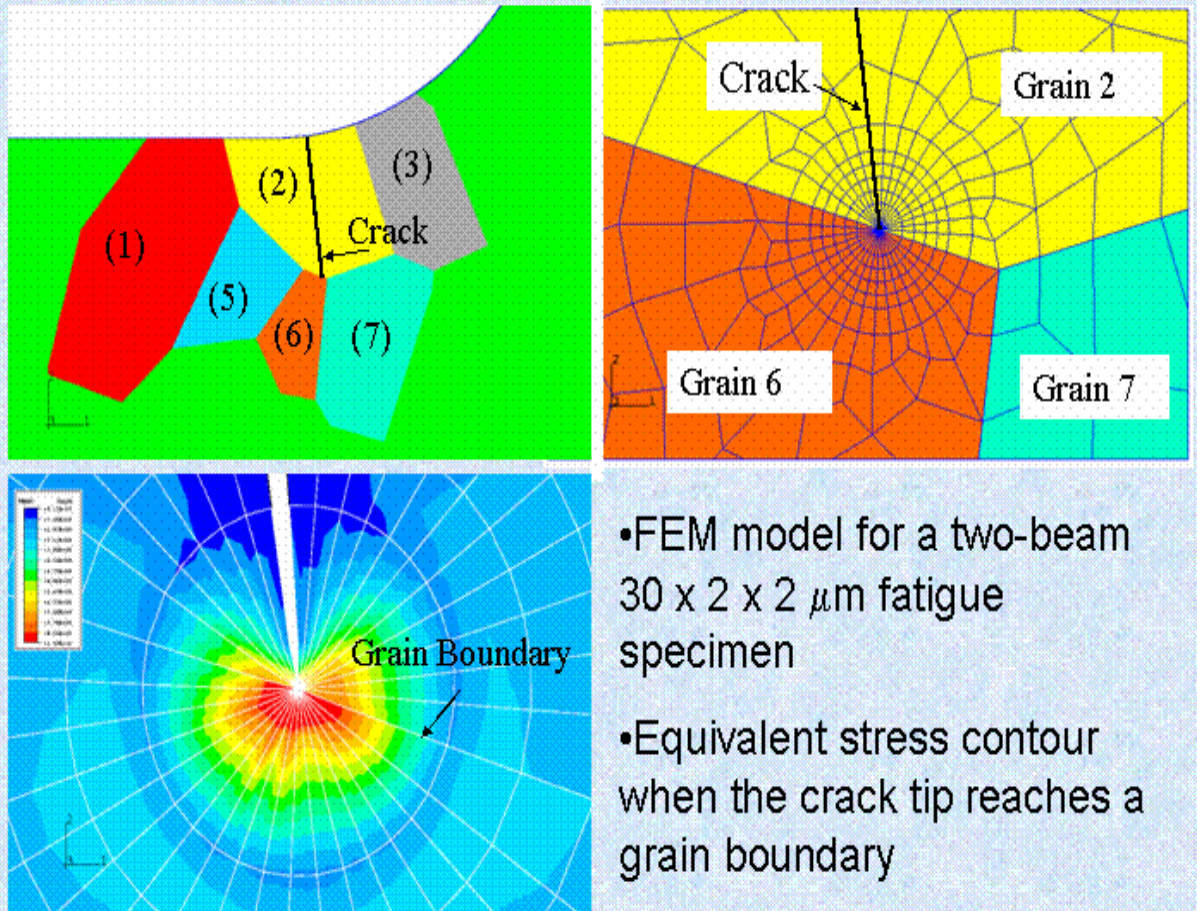 (1)
(2)
(3)
Crack
(5)
(6)
(7)
Crack
Grain 2
Grain 6
Grain 7
Grain Boundary
•FEM model for a two-beam
30 x 2 x 2 μm fatigue
specimen
•Equivalent stress contour
when the crack tip reaches a
grain boundary